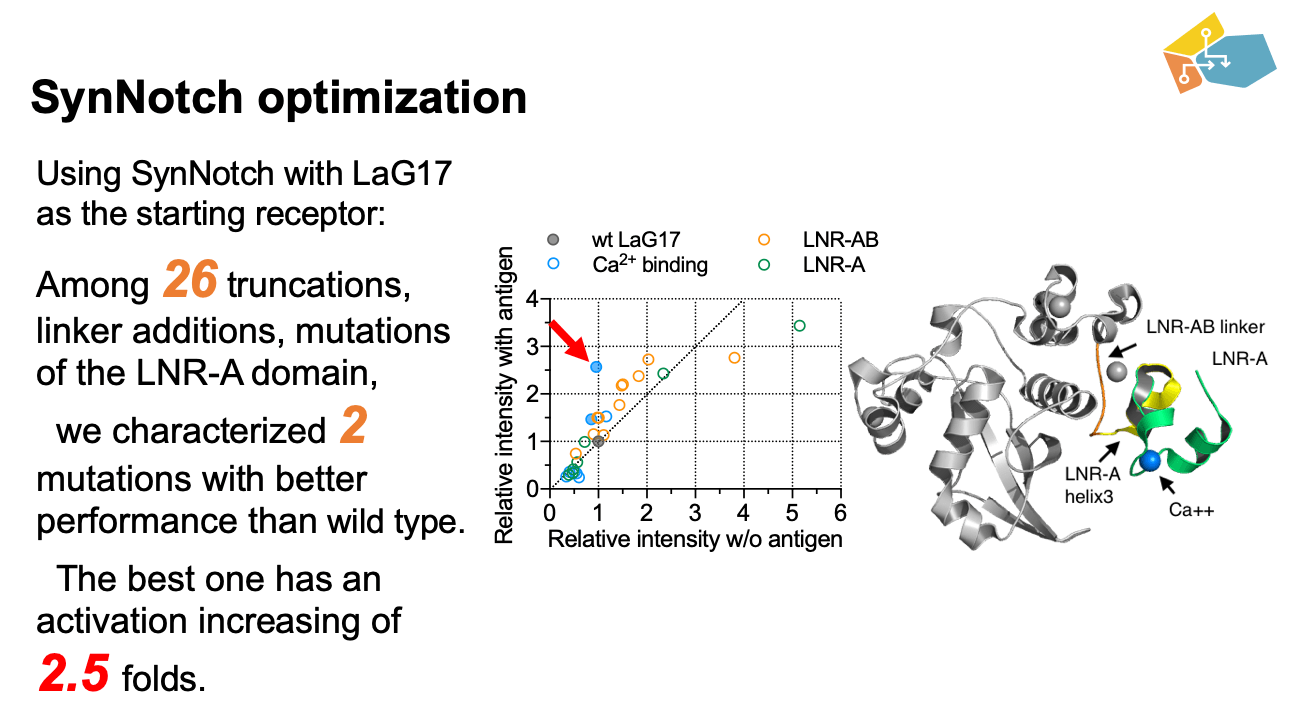 SynNotch optimization
Using SynNotch with LaG17
as the starting receptor:
Among 26 truncations,
linker additions, mutations
of the LNR-A domain,
we characterized 2
mutations with better
performance than wild type.
The best one has an
activation increasing of
2.5 folds.
wt LaG17
LNR-AB
Ca2+ binding
LNR-A
Relative intensity with antigen
4
3
2
1
0
0 1 2 3 4 5 6
Relative intensity w/o antigen
LNR-AB linker
LNR-A
LNR-A
helix3
Ca++